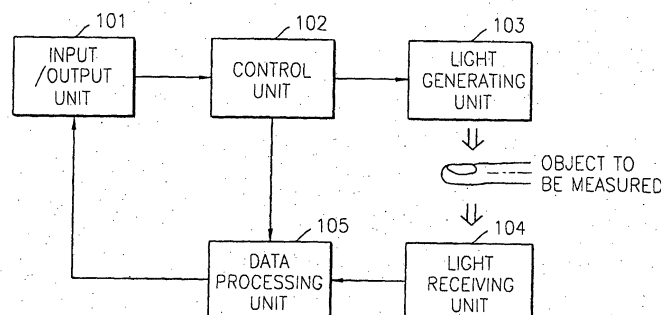 101
INPUT
/OUTPUT
UNIT
102
CONTROL
UNIT
103
LIGHT
GENERATING
UNIT
OBJECT TO
BE MEASURED
105
DATA
PROCESSING
UNIT
104
LIGHT
RECEIVING
UNIT